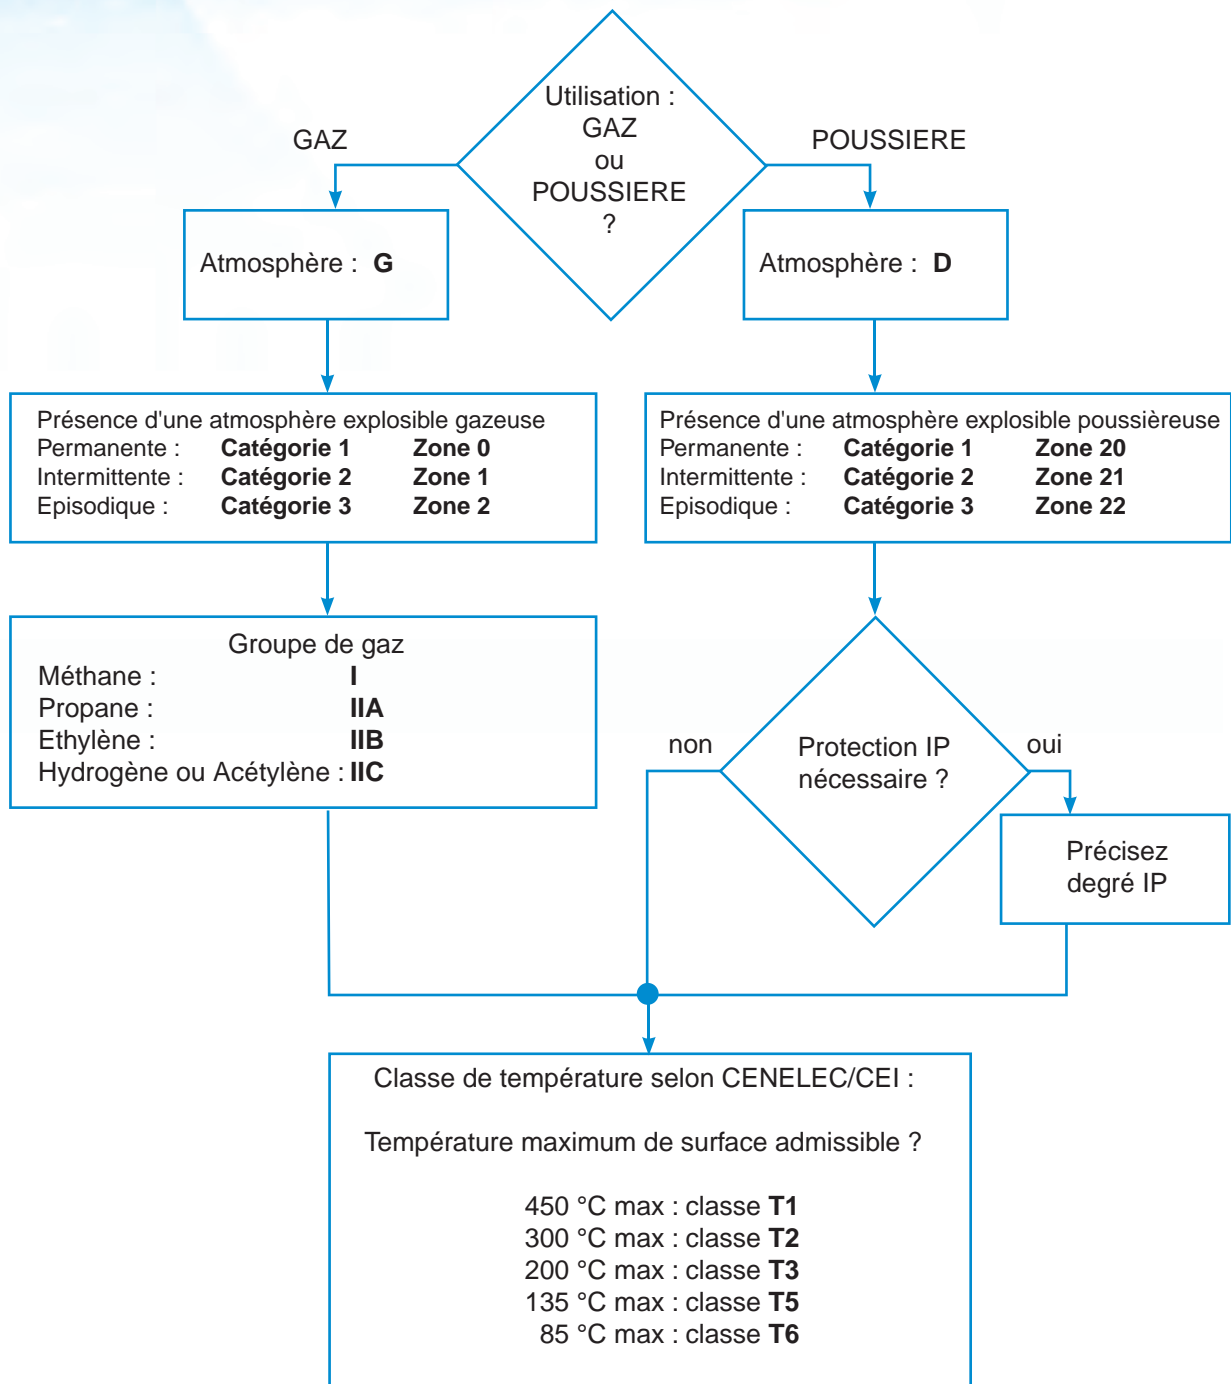 Utilisation :
GAZ
ou
POUSSIERE
?
GAZ
POUSSIERE
Atmosphère : G
Atmosphère : D
Présence d'une atmosphère explosible gazeuse
Permanente : Catégorie 1 Zone 0
Intermittente : Catégorie 2 Zone 1
Episodique : Catégorie 3 Zone 2
Présence d'une atmosphère explosible poussièreuse
Permanente : Catégorie 1 Zone 20
Intermittente : Catégorie 2 Zone 21
Episodique : Catégorie 3 Zone 22
Groupe de gaz
Méthane : I
Propane : IIA
Ethylène : IIB
Hydrogène ou Acétylène : IIC
non
Protection IP
nécessaire ?
oui
Précisez
degré IP
Classe de température selon CENELEC/CEI :
Température maximum de surface admissible ?
450 °C max : classe T1
300 °C max : classe T2
200 °C max : classe T3
135 °C max : classe T5
85 °C max : classe T6